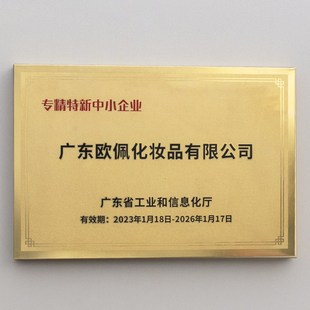 专精特新中小企业
广东欧佩化妆品有限公司
广东省工业和信息化厅
有效期：2023年1月18日-2026年1月17日